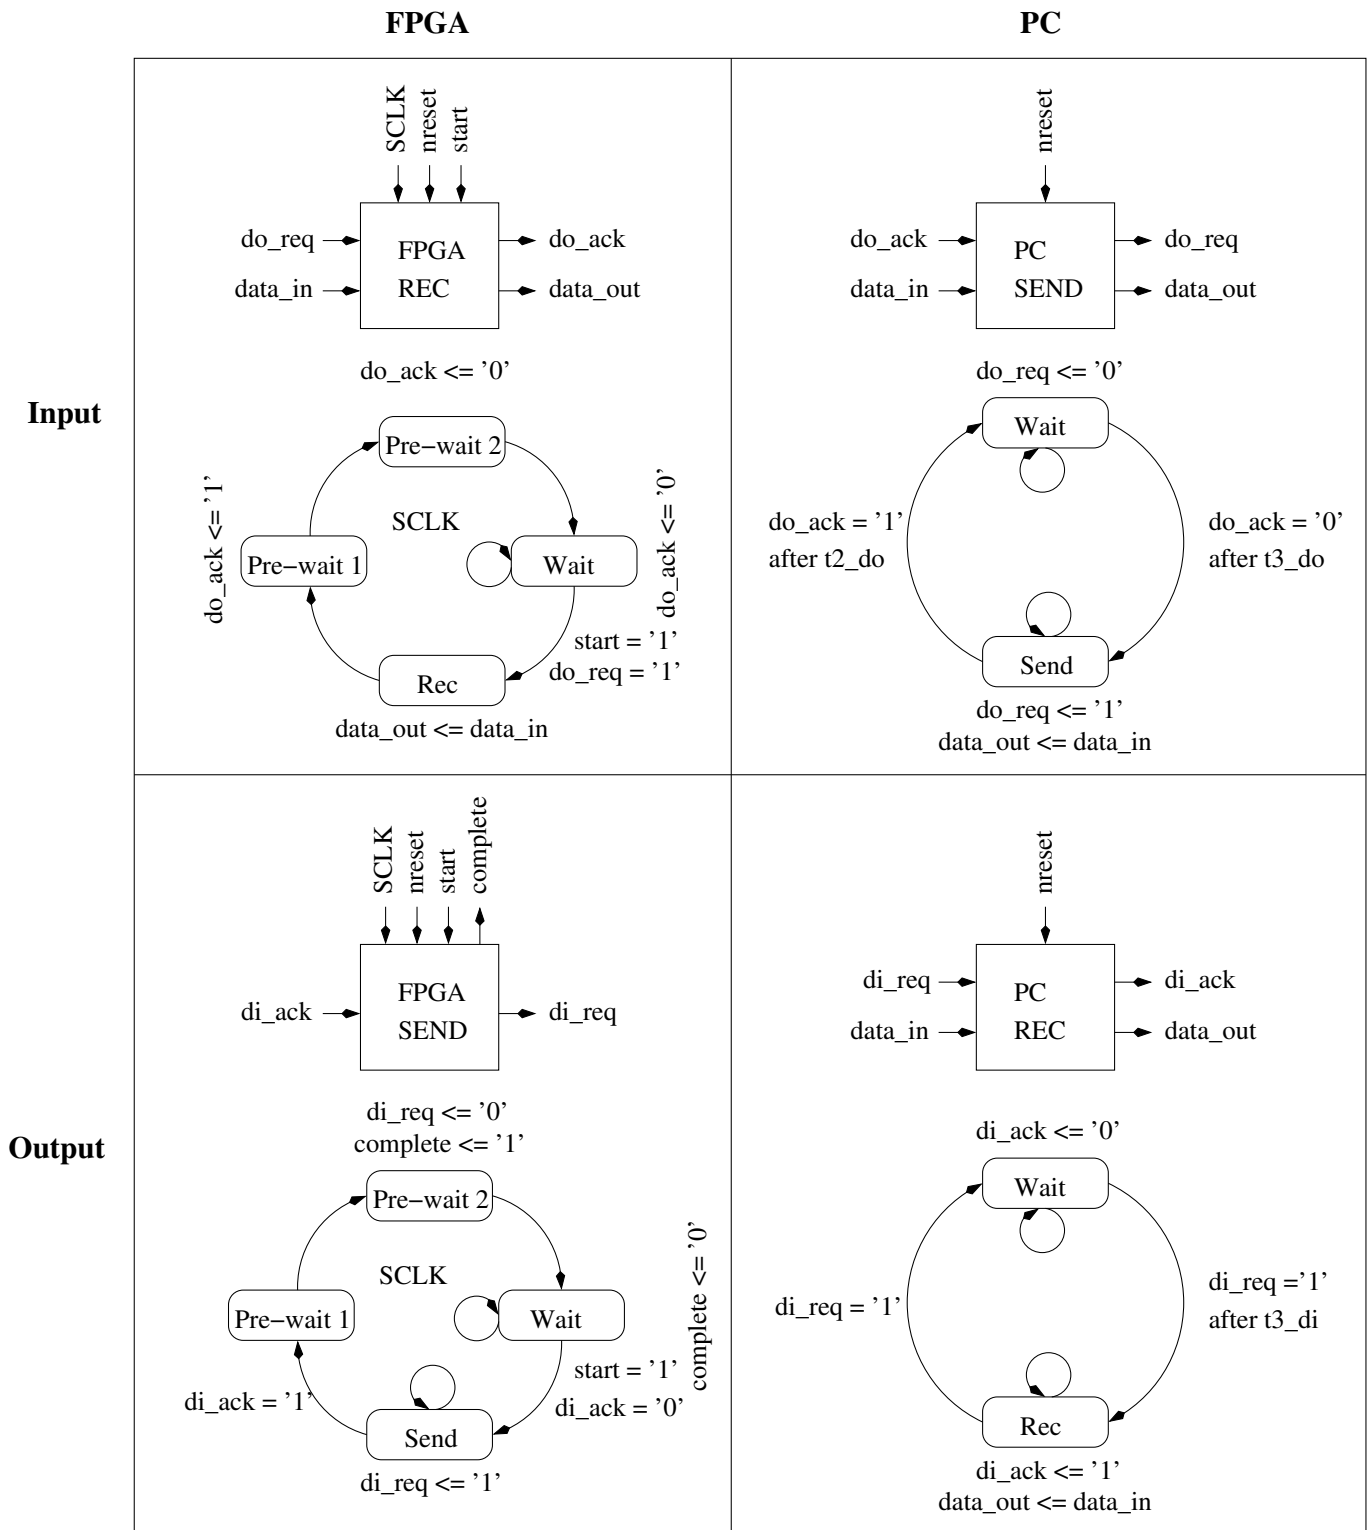 FPGA
PC
Input
SCLK
nreset
start
do_req
data_in
FPGA
REC
do_ack
data_out
do_ack <= '0'
Pre-wait 2
do_ack <= '1'
SCLK
do_ack <= '0'
Pre-wait 1
Wait
start = '1'
do_req = '1'
Rec
data_out <= data_in
nreset
do_ack
data_in
PC
SEND
do_req
data_out
do_req <= '0'
Wait
do_ack = '1'
after t2_do
do_ack = '0'
after t3_do
Send
do_req <= '1'
data_out <= data_in
Output
SCLK
nreset
start
complete
di_ack
FPGA
SEND
di_req
di_req <= '0'
complete <= '1'
Pre-wait 2
SCLK
complete <= '0'
Pre-wait 1
Wait
start = '1'
di_ack = '1'
di_ack = '0'
Send
di_req <= '1'
nreset
di_req
data_in
PC
REC
di_ack
data_out
di_ack <= '0'
Wait
di_req = '1'
di_req ='1'
after t3_di
Rec
di_ack <= '1'
data_out <= data_in